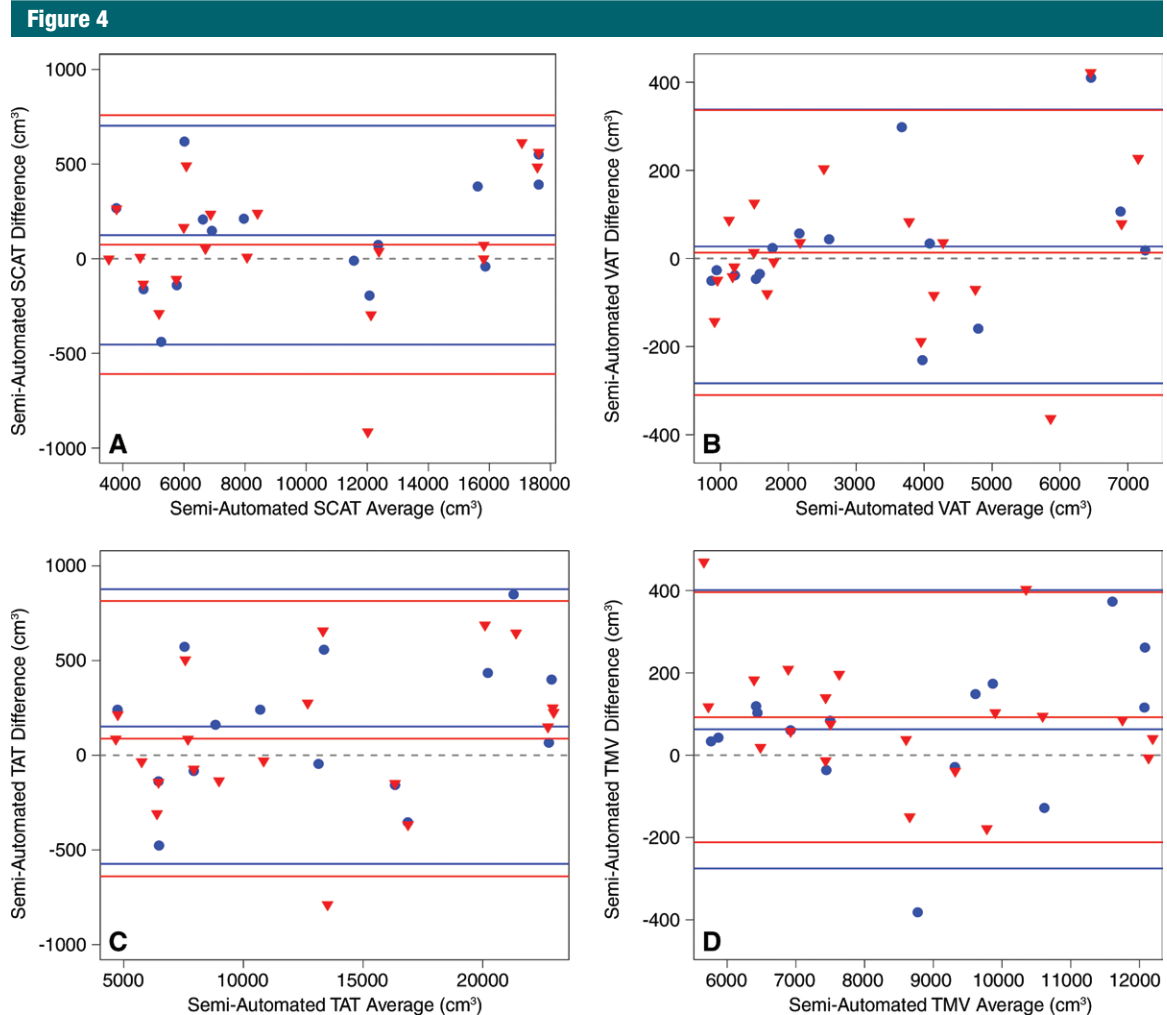 Figure 4
Semi-Automated SCAT Difference (cm³)
1000
500
0
-500
-1000
A
4000 6000 8000 10000 12000 14000 16000 18000
Semi-Automated SCAT Average (cm³)
Semi-Automated VAT Difference (cm³)
400
200
0
-200
-400
B
1000 2000 3000 4000 5000 6000 7000
Semi-Automated VAT Average (cm³)
Semi-Automated TAT Difference (cm³)
1000
500
0
-500
-1000
C
5000 10000 15000 20000
Semi-Automated TAT Average (cm³)
Semi-Automated TMV Difference (cm³)
400
200
0
-200
-400
D
6000 7000 8000 9000 10000 11000 12000
Semi-Automated TMV Average (cm³)